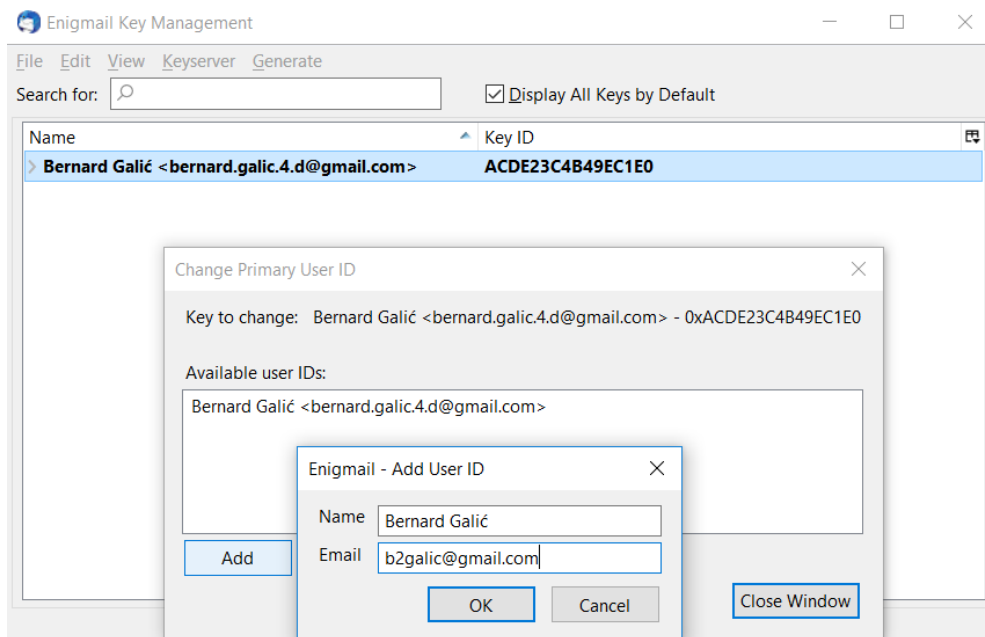 Enigmail Key Management
File Edit View Keyserver Generate
Search for: Display All Keys by Default
Name Key ID
Bernard Galić <bernard.galic.4.d@gmail.com> ACDE23C4B49EC1E0
Change Primary User ID
Key to change: Bernard Galić <bernard.galic.4.d@gmail.com> - 0xACDE23C4B49EC1E0
Available user IDs:
Bernard Galić <bernard.galic.4.d@gmail.com>
Enigmail - Add User ID
Name Bernard Galić
Add Email b2galic@gmail.com
OK Cancel Close Window